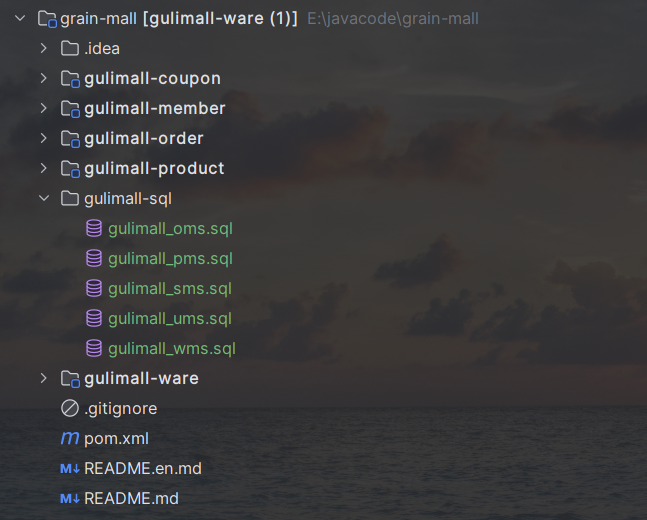 grain-mall [gulimall-ware (1)] E:\javacode\grain-mall
.idea
gulimall-coupon
gulimall-member
gulimall-order
gulimall-product
gulimall-sql
gulimall_oms.sql
gulimall_pms.sql
gulimall_sms.sql
gulimall_ums.sql
gulimall_wms.sql
gulimall-ware
.gitignore
m pom.xml
M↓ README.en.md
M↓ README.md